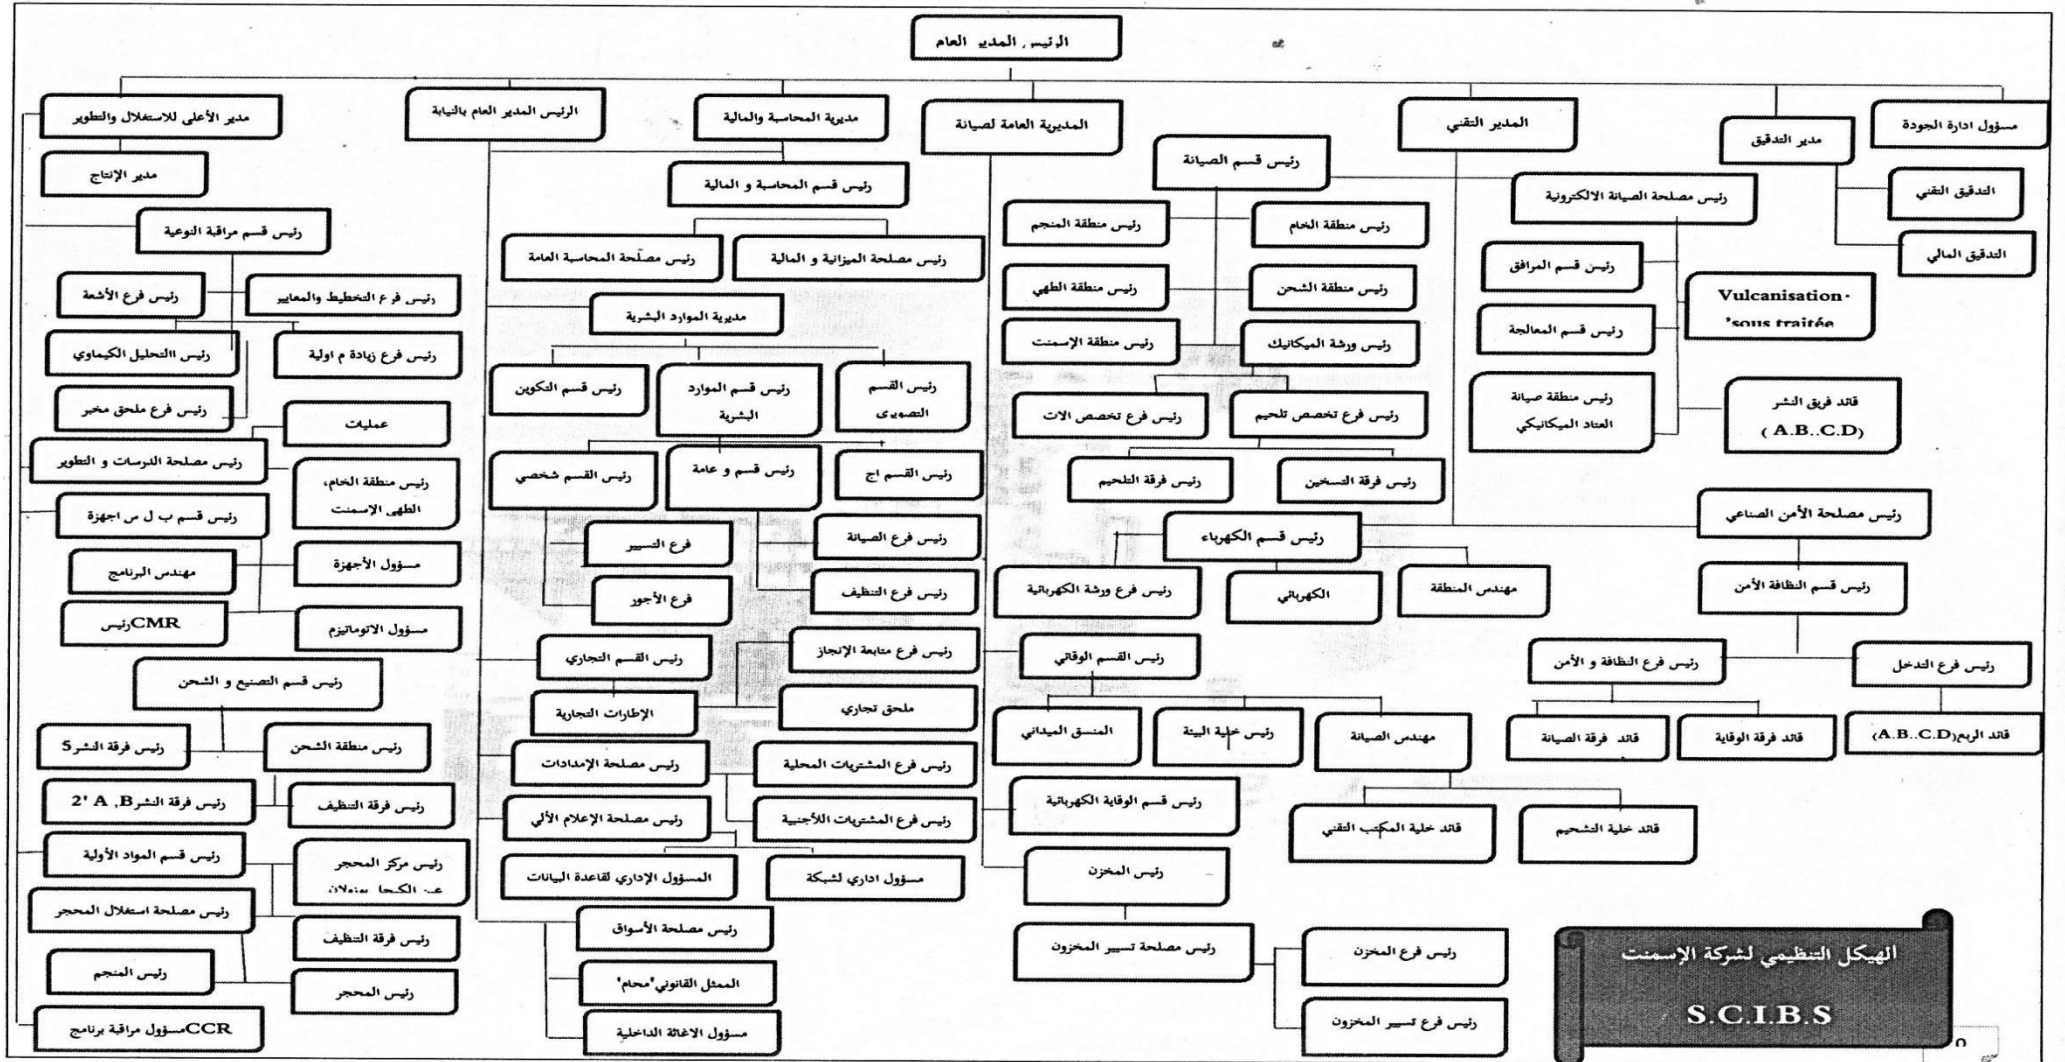 الرئيس المدير العام
مسؤول ادارة الجودة
مدير التدقيق
التدقيق التقني
التدقيق المالي
المدير التقني
رئيس قسم الصيانة
رئيس مصلحة الصيانة الالكترونية
رئيس منطقة الخام
رئيس منطقة المنجم
رئيس منطقة الشحن
رئيس منطقة الطهي
رئيس ورشة الميكانيك
رئيس منطقة الإسمنت
رئيس فرع تخصص تلحيم
رئيس فرع تخصص الات
رئيس فرقة التسخين
رئيس فرقة التلحيم
رئيس قسم المرافق
Vulcanisation
'sous traitée
رئيس قسم المعالجة
رئيس منطقة صيانة
العتاد الميكانيكي
قائد فريق النشر
(A.B..C.D )
رئيس مصلحة الأمن الصناعي
رئيس قسم النظافة الأمن
رئيس فرع التدخل
رئيس فرع النظافة و الأمن
قائد الربع(A.B..C.D)
قائد فرقة الوقاية
قائد فرقة الصيانة
رئيس قسم الكهرباء
مهندس المنطقة
الكهربائي
رئيس فرع ورشة الكهربائية
المديرية العامة لصيانة
رئيس القسم الوقائي
مهندس الصيانة
رئيس خلية البيئة
المنسق الميداني
قائد خلية التشحيم
قائد خلية المكتب التقني
رئيس قسم الوقاية الكهربائية
رئيس المخزن
رئيس مصلحة تسيير المخزون
رئيس فرع المخزن
رئيس فرع تسيير المخزون
مديرية المحاسبة والمالية
رئيس قسم المحاسبة و المالية
رئيس مصلحة الميزانية و المالية
رئيس مصلحة المحاسبة العامة
الرئيس المدير العام بالنيابة
مديرية الموارد البشرية
رئيس القسم
رئيس قسم الموارد
البشرية
رئيس قسم التكوين
رئيس القسم اج
رئيس قسم و عامة
رئيس القسم شخصي
رئيس فرع الصيانة
فرع التسيير
رئيس فرع التنظيف
فرع الأجور
رئيس القسم التجاري
رئيس فرع متابعة الإنجاز
الإطارات التجارية
ملحق تجاري
رئيس مصلحة الإمدادات
رئيس فرع المشتريات المحلية
رئيس فرع المشتريات اللأجنبية
رئيس مصلحة الإعلام الألي
مسؤول اداري لشبكة
المسؤول الإداري لقاعدة البيانات
رئيس مصلحة الأسواق
الممثل القانوني"محام"
مسؤول الاغاثة الداخلية
مدير الأعلى للاستغلال والتطوير
مدير الإنتاج
رئيس قسم مراقبة النوعية
رئيس فرع التخطيط والمعايير
رئيس فرع الأشعة
رئيس فرع زيادة م اولية
رئيس االتحليل الكيماوي
رئيس فرع ملحق مخبر
عمليات
رئيس مصلحة الدرسات و التطوير
رئيس منطقة الخام،
الطهي الإسمنت
رئيس قسم ب ل س اجهزة
مسؤول الأجهزة
مهندس البرنامج
مسؤول الاتوماتيزم
CMRرئيس
رئيس قسم التصنيع و الشحن
رئيس منطقة الشحن
رئيس فرقة النشر5
رئيس فرقة التنظيف
رئيس فرقة النشر2' A ,B
رئيس قسم المواد الأولية
رئيس مركز المحجر
رئيس مصلحة استغلال المحجر
رئيس فرقة التنظيف
رئيس المنجم
رئيس المحجر
CCRمسؤول مراقبة برنامج
الهيكل التنظيمي لشركة الإسمنت
S.C.I.B.S